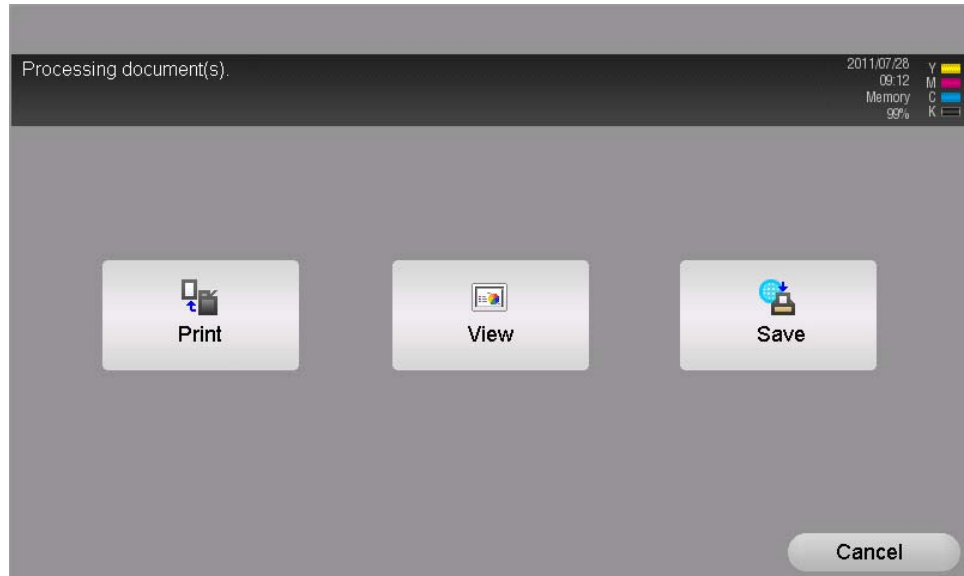 Processing document(s).
2011/07/28
09:12
Memory
99%
Y
M
C
K
Print
View
Save
Cancel